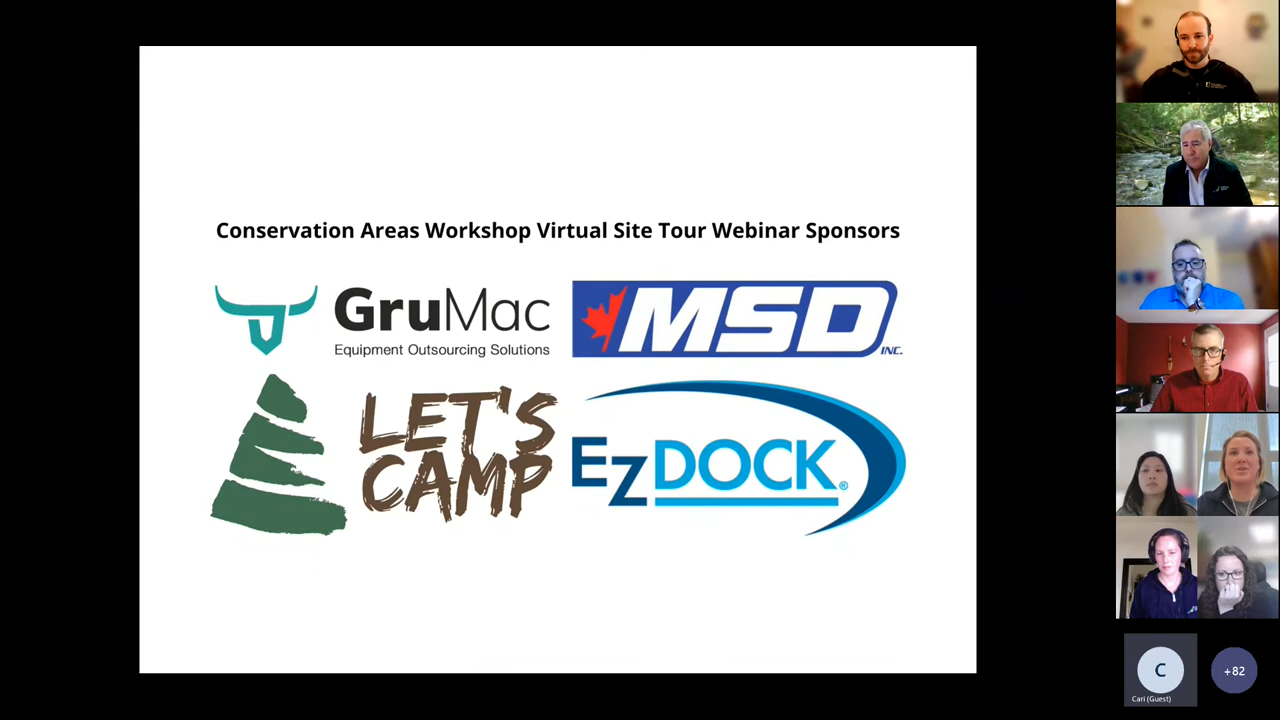 Conservation Areas Workshop Virtual Site Tour Webinar Sponsors
GruMac
Equipment Outsourcing Solutions
MSD
INC.
LET'S
CAMP
EZDOCK®
C
Cari (Guest)
+82